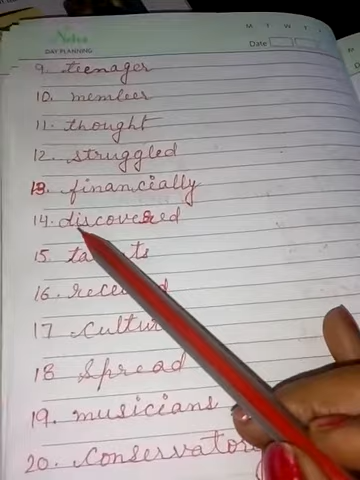 Notes
DAY PLANNING
M T W T
Date
9. teenager
10. member
11. thought
12. struggled
13. financially
14. discovered
15.
16.
17
18 Spread
19. musicians
20.